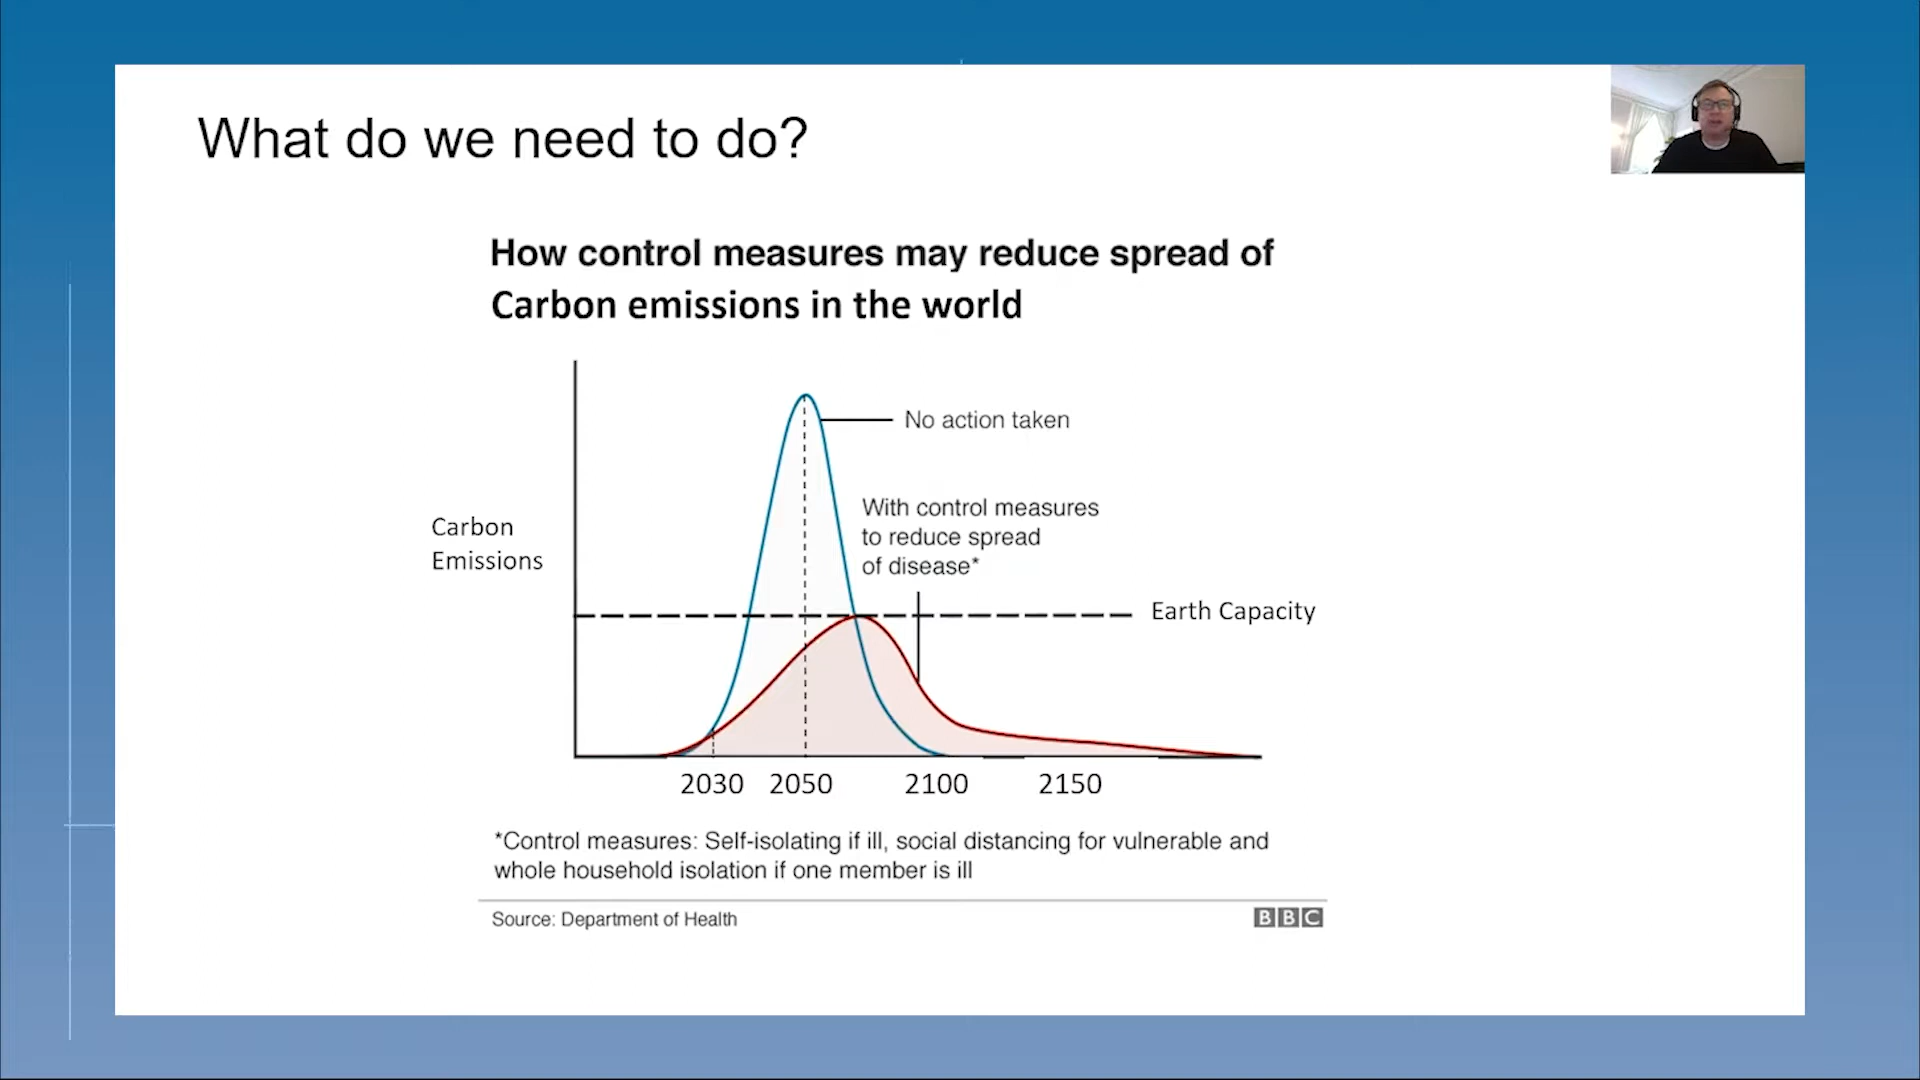 What do we need to do?
How control measures may reduce spread of
Carbon emissions in the world
No action taken
With control measures
to reduce spread
of disease*
Carbon
Emissions
Earth Capacity
2030 2050 2100 2150
*Control measures: Self-isolating if ill, social distancing for vulnerable and
whole household isolation if one member is ill
Source: Department of Health
BBC